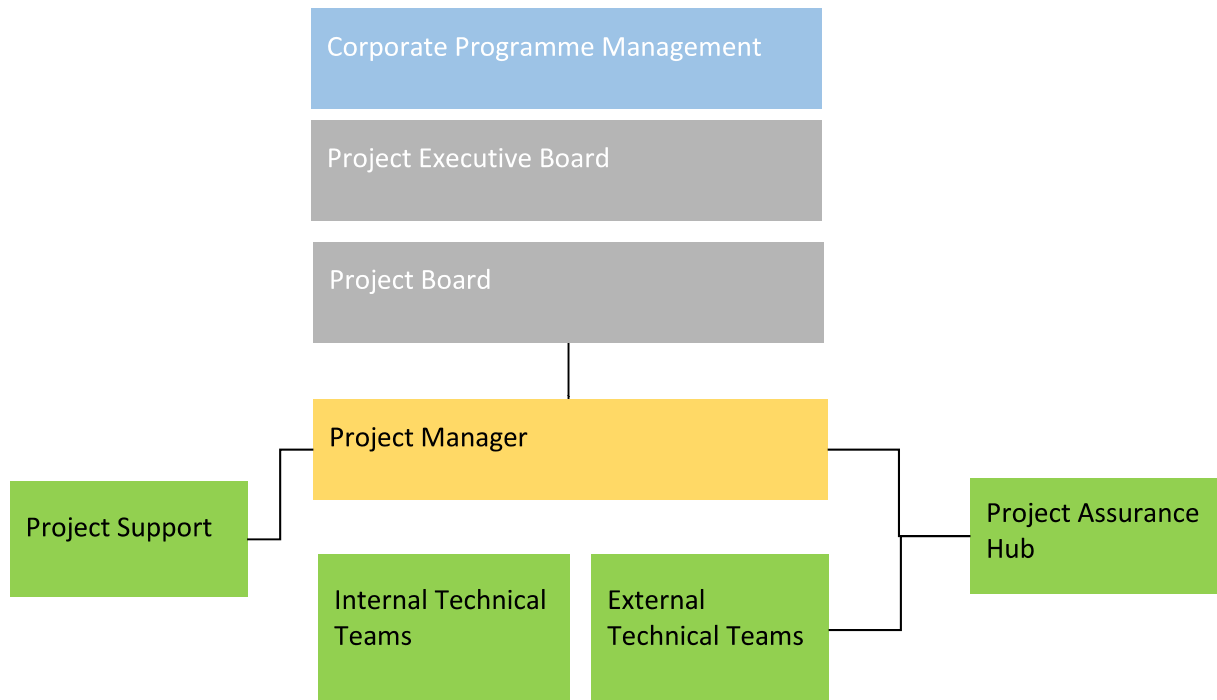 Corporate Programme Management
Project Executive Board
Project Board
Project Manager
Project Support
Project Assurance
Hub
Internal Technical
Teams
External
Technical Teams